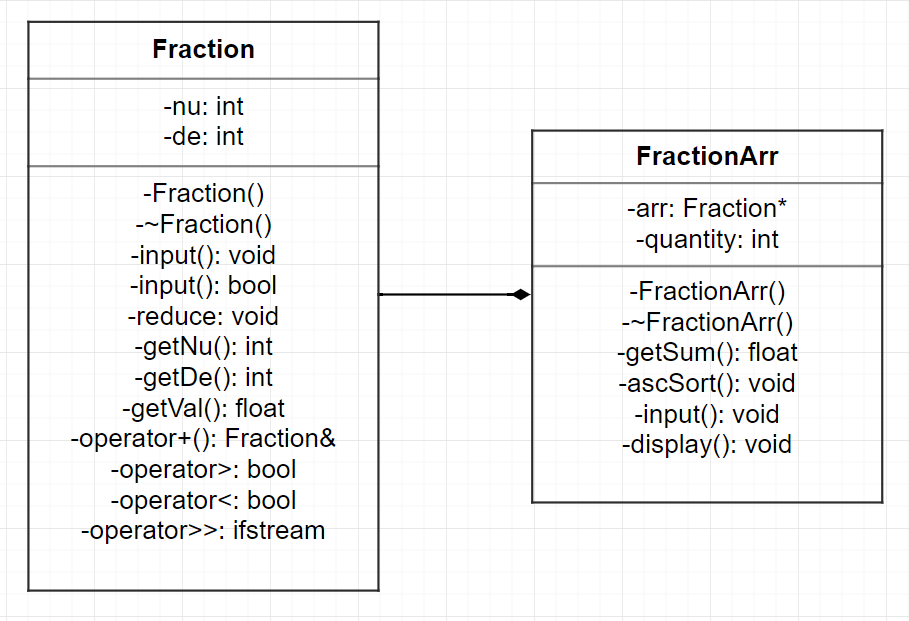 Fraction
-nu: int
-de: int
-Fraction()
-~Fraction()
-input(): void
-input(): bool
-reduce: void
-getNu(): int
-getDe(): int
-getVal(): float
-operator+(): Fraction&
-operator>: bool
-operator<: bool
-operator>>: ifstream
FractionArr
-arr: Fraction*
-quantity: int
-FractionArr()
-~FractionArr()
-getSum(): float
-ascSort(): void
-input(): void
-display(): void